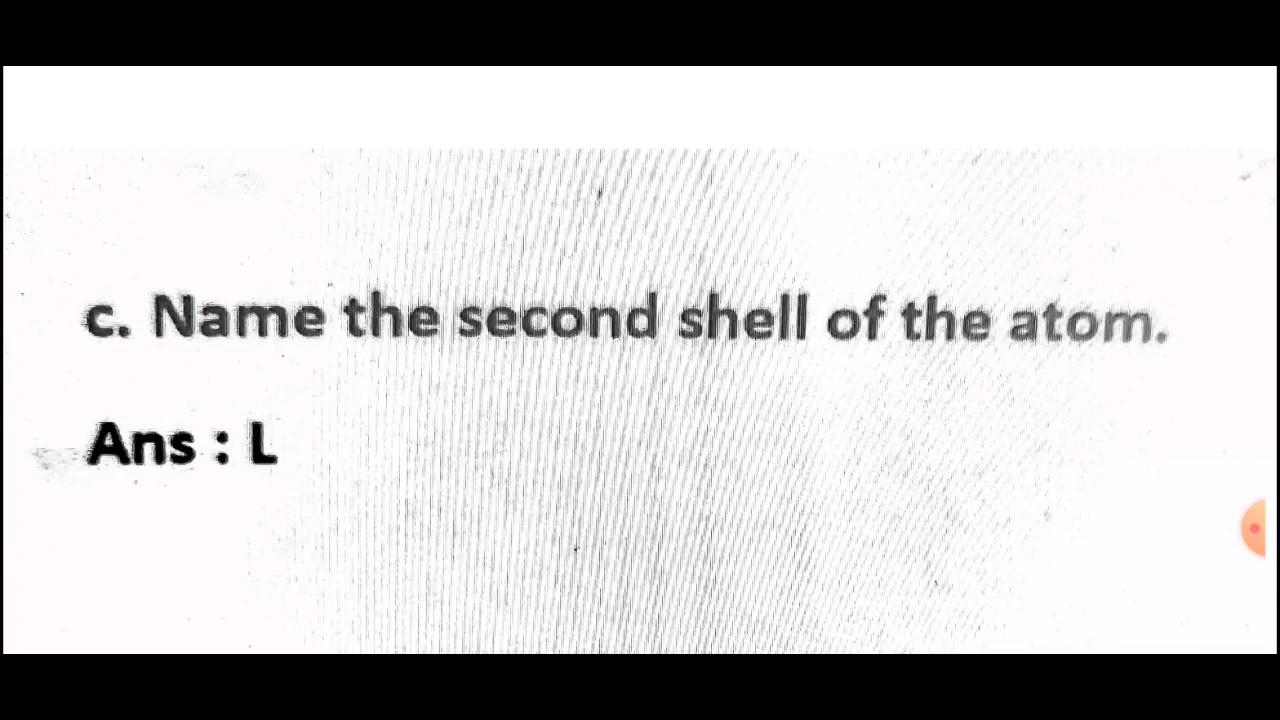 c. Name the second shell of the atom.
Ans : L